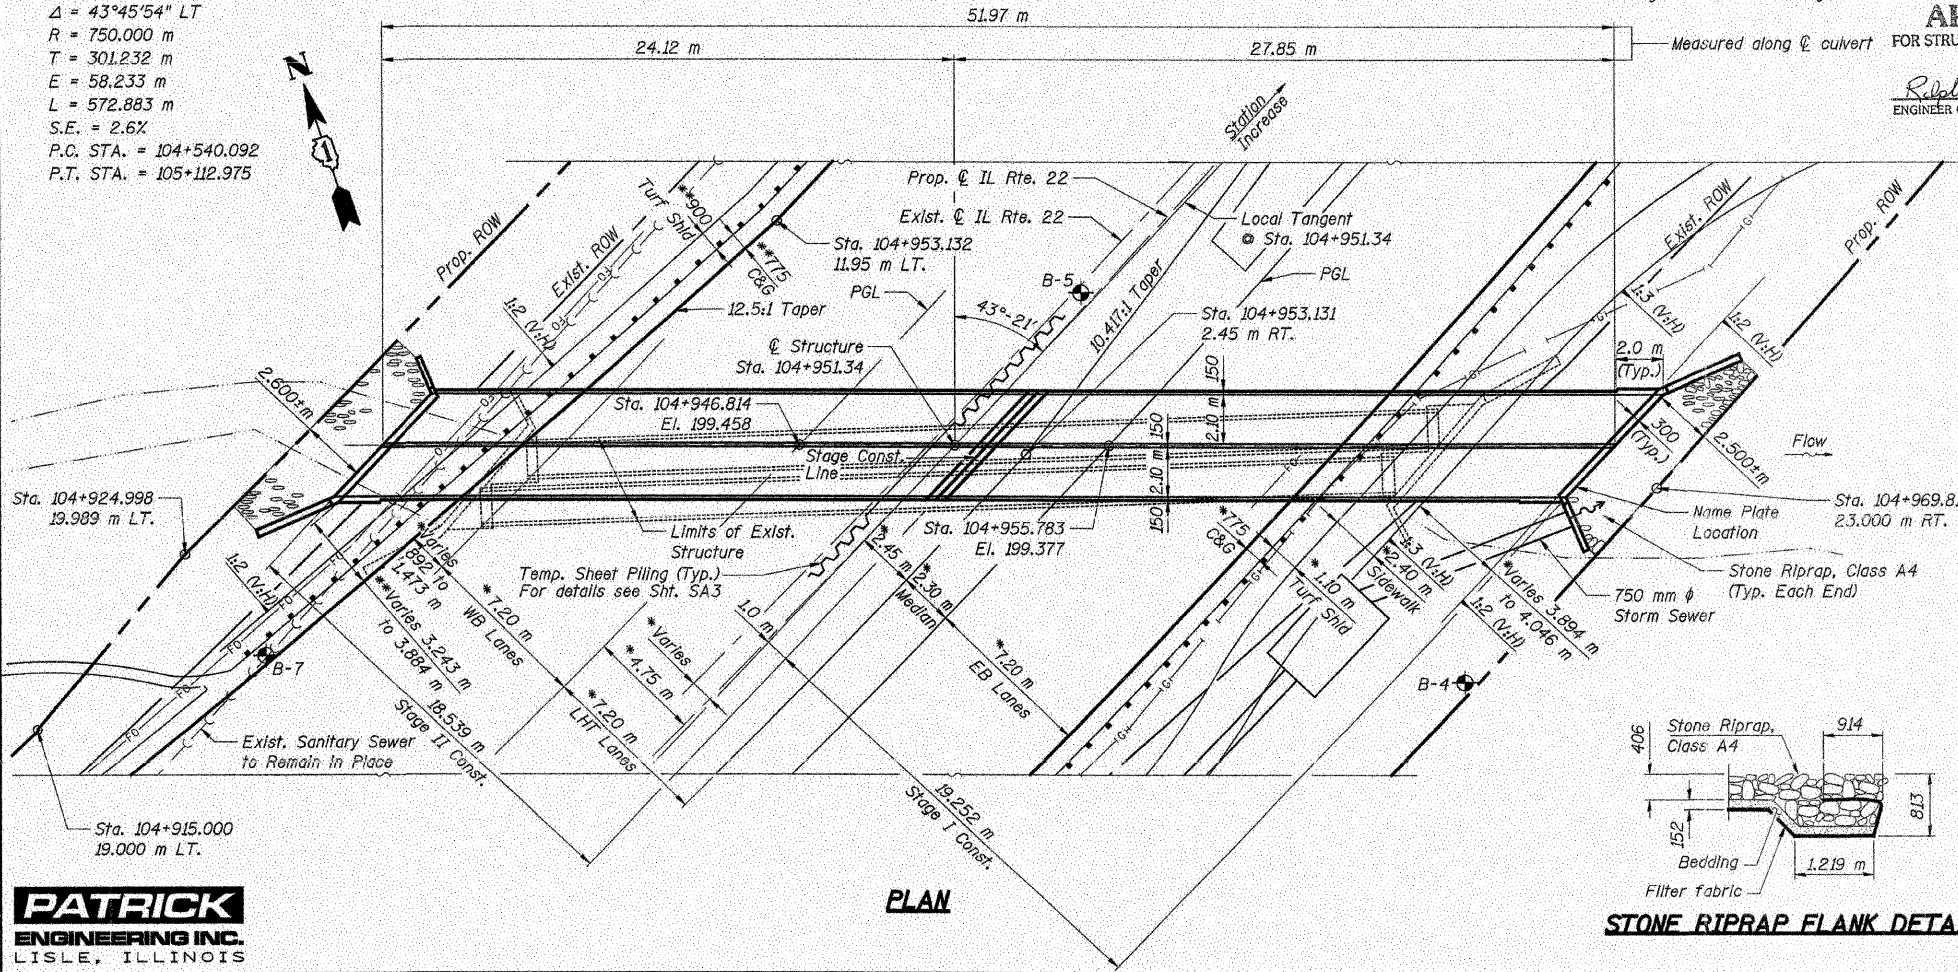 Δ = 43°45'54" LT
R = 750.000 m
T = 301.232 m
E = 58.233 m
L = 572.883 m
S.E. = 2.6%
P.C. STA. = 104+540.092
P.T. STA. = 105+112.975
N
1
51.97 m
24.12 m
27.85 m
Measured along ℄ culvert
FOR STRU
ENGINEER
Station
Increase
Prop. ROW
Exist. ROW
Turf Shld
**900
**775
C&G
Sta. 104+953.132
11.95 m LT.
12.5:1 Taper
1:2 (V:H)
PGL
Prop. ℄ IL Rte. 22
Exist. ℄ IL Rte. 22
Local Tangent
@ Sta. 104+951.34
PGL
B-5
43°-21'
10.417:1 Taper
Sta. 104+953.131
2.45 m RT.
℄ Structure
Sta. 104+951.34
Exist. ROW
Prop. ROW
1:3 (V:H)
1:2 (V:H)
2.0 m
(Typ.)
2.600±m
Sta. 104+946.814
El. 199.458
Stage Const.
Line
150
2.10 m
150
2.10 m
150
300
(Typ.)
2.500±m
Flow
Sta. 104+924.998
19.989 m LT.
Limits of Exist.
Structure
Sta. 104+955.783
El. 199.377
Temp. Sheet Piling (Typ.)
For details see Sht. SA3
Name Plate
Location
Sta. 104+969.8
23.000 m RT.
Stone Riprap, Class A4
(Typ. Each End)
750 mm φ
Storm Sewer
1:2 (V:H)
*Varies
.892 to
1.473 m
**Varies 3.243 m
to 3.884 m
*7.20 m
WB Lanes
*7.20 m
LHT Lanes
18.539 m
Stage II Const.
*Varies
*4.75 m
1.0 m
*2.45 m
*2.30 m
Median
*7.20 m
EB Lanes
19.252 m
Stage I Const.
*775
C&G
*1.10 m
Turf Shld
*2.40 m
Sidewalk
1:3 (V:H)
*Varies 3.894 m
to 4.046 m
1:2 (V:H)
B-7
B-4
Exist. Sanitary Sewer
to Remain in Place
Sta. 104+915.000
19.000 m LT.
PATRICK
ENGINEERING INC.
LISLE, ILLINOIS
PLAN
Stone Riprap,
Class A4
406
152
914
813
1.219 m
Bedding
Filter fabric
STONE RIPRAP FLANK DETA